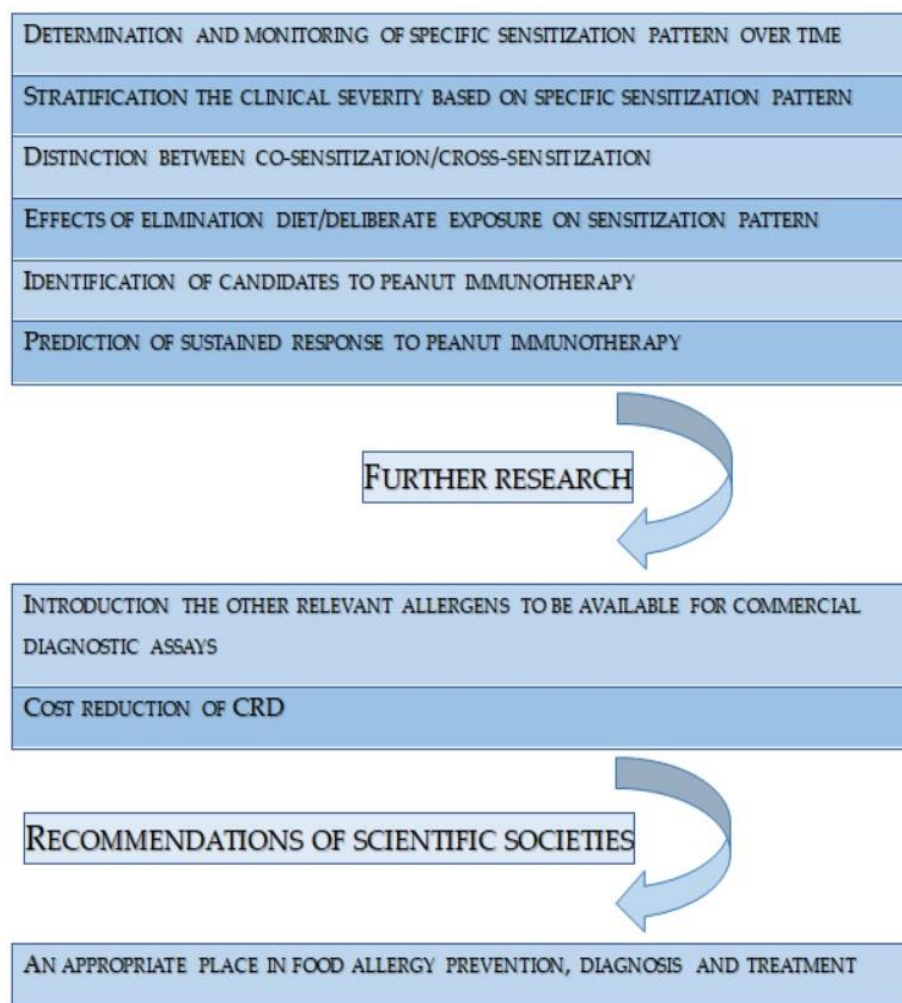 DETERMINATION AND MONITORING OF SPECIFIC SENSITIZATION PATTERN OVER TIME
STRATIFICATION THE CLINICAL SEVERITY BASED ON SPECIFIC SENSITIZATION PATTERN
DISTINCTION BETWEEN CO-SENSITIZATION/CROSS-SENSITIZATION
EFFECTS OF ELIMINATION DIET/DELIBERATE EXPOSURE ON SENSITIZATION PATTERN
IDENTIFICATION OF CANDIDATES TO PEANUT IMMUNOTHERAPY
PREDICTION OF SUSTAINED RESPONSE TO PEANUT IMMUNOTHERAPY
FURTHER RESEARCH
INTRODUCTION THE OTHER RELEVANT ALLERGENS TO BE AVAILABLE FOR COMMERCIAL
DIAGNOSTIC ASSAYS
COST REDUCTION OF CRD
RECOMMENDATIONS OF SCIENTIFIC SOCIETIES
AN APPROPRIATE PLACE IN FOOD ALLERGY PREVENTION, DIAGNOSIS AND TREATMENT